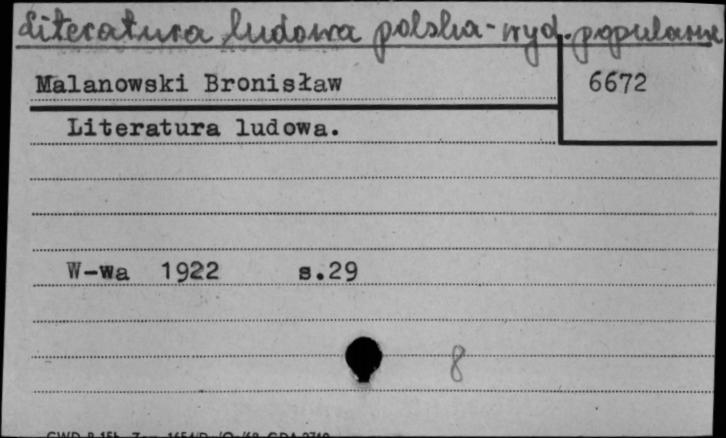 Literatura ludowa polska - wyd. popularne
Malanowski Bronisław 6672
Literatura ludowa.
W-wa 1922 s.29
8